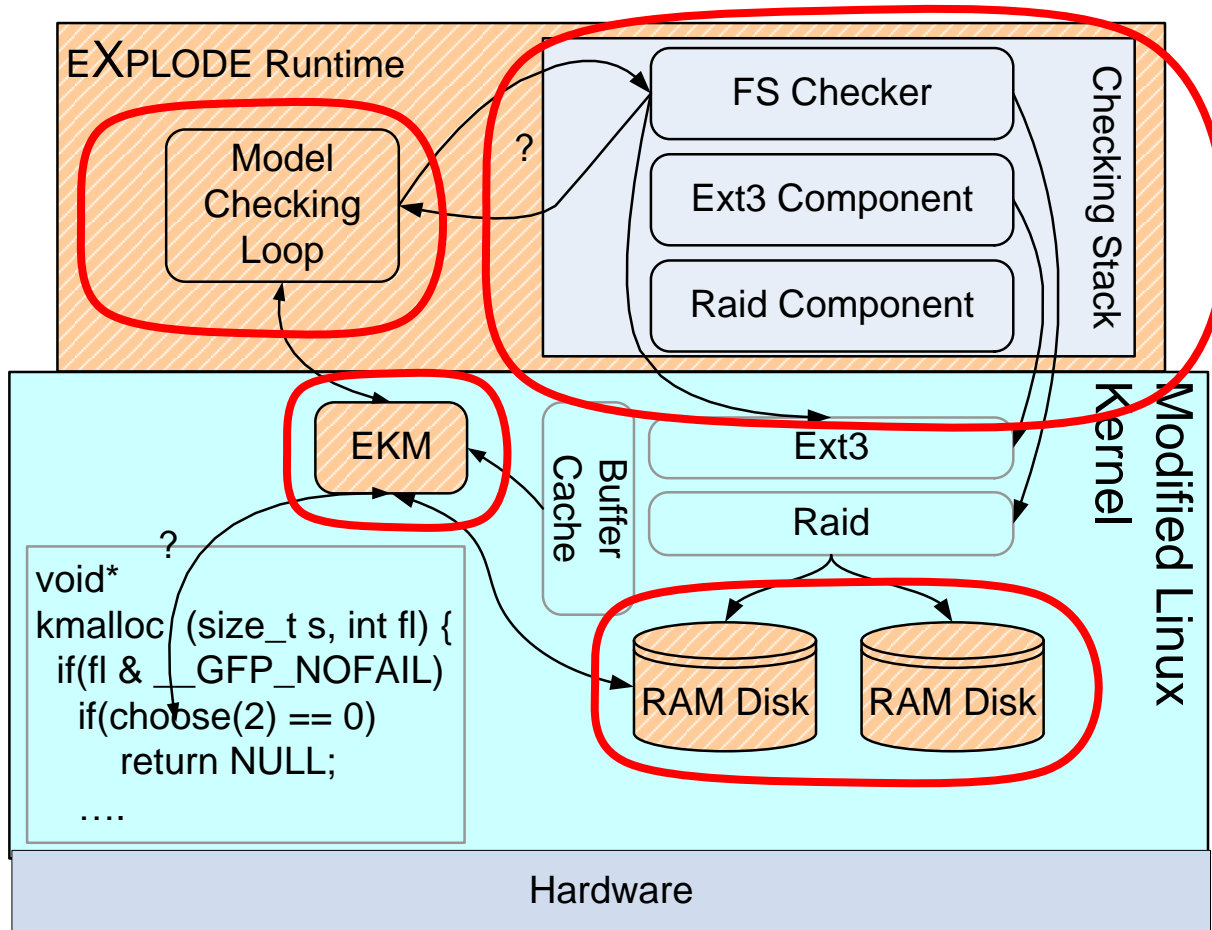 EXPLODE Runtime
?
Model
Checking
Loop
FS Checker
Ext3 Component
Raid Component
Checking Stack
EKM
Buffer
Cache
Ext3
Raid
Modified Linux
Kernel
?
void*
kmalloc (size_t s, int fl) {
if(fl & __GFP_NOFAIL)
if(choose(2) == 0)
return NULL;
….
RAM Disk
RAM Disk
Hardware